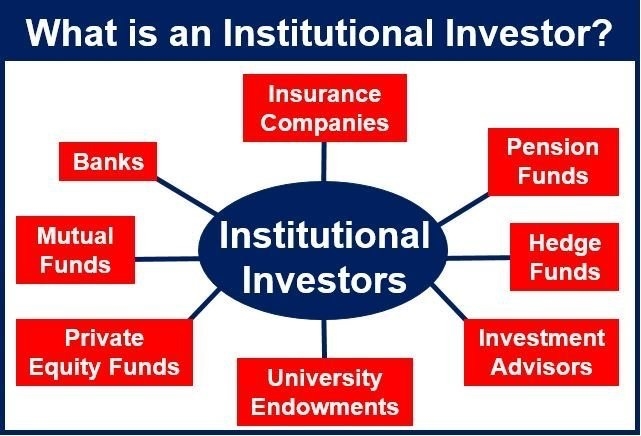 What is an Institutional Investor?
Insurance
Companies
Pension
Funds
Banks
Institutional
Investors
Mutual
Funds
Hedge
Funds
Private
Equity Funds
Investment
Advisors
University
Endowments